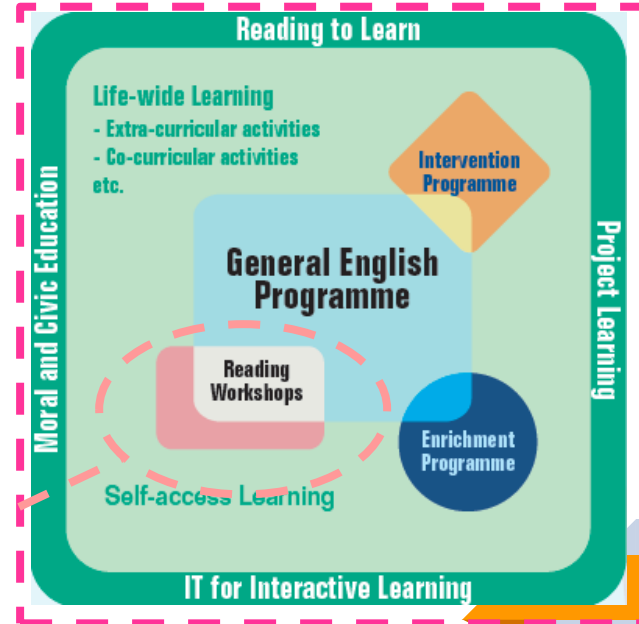 Reading to Learn
Life-wide Learning
- Extra-curricular activities
- Co-curricular activities
etc.
Intervention
Programme
Moral and Civic Education
Project Learning
General English
Programme
Reading
Workshops
Enrichment
Programme
Self-access Learning
IT for Interactive Learning